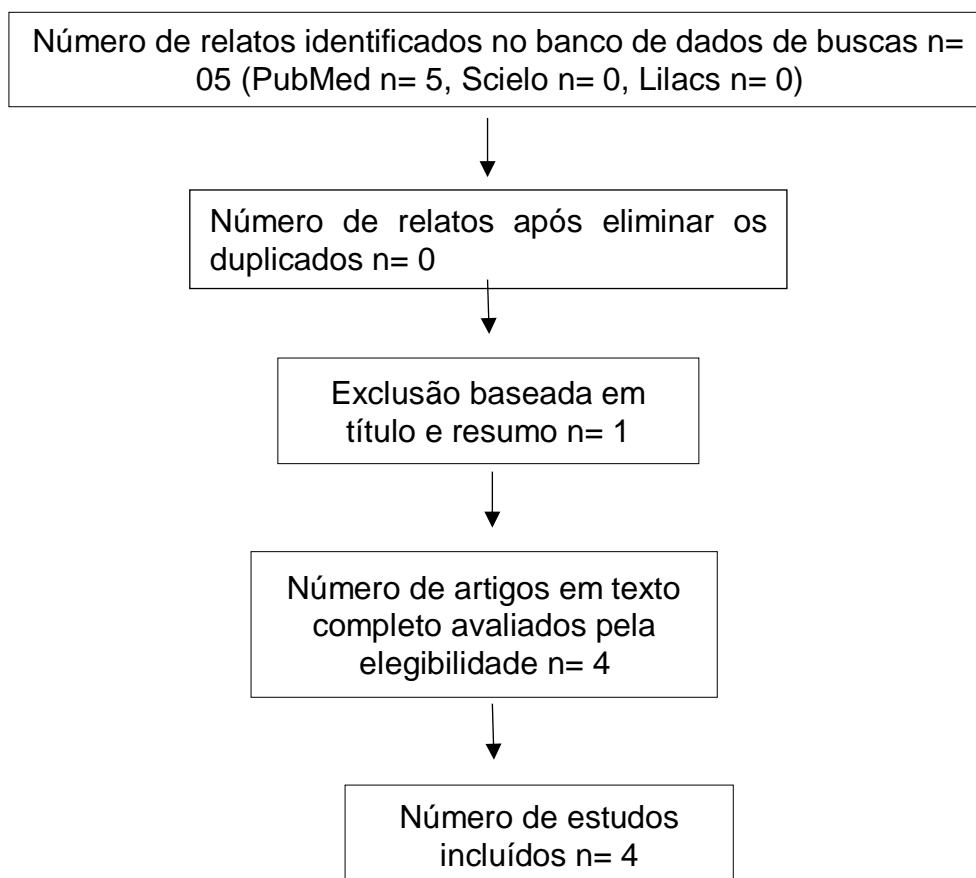 Número de relatos identificados no banco de dados de buscas n=
05 (PubMed n= 5, Scielo n= 0, Lilacs n= 0)
Número de relatos após eliminar os
duplicados n= 0
Exclusão baseada em
título e resumo n= 1
Número de artigos em texto
completo avaliados pela
elegibilidade n= 4
Número de estudos
incluídos n= 4